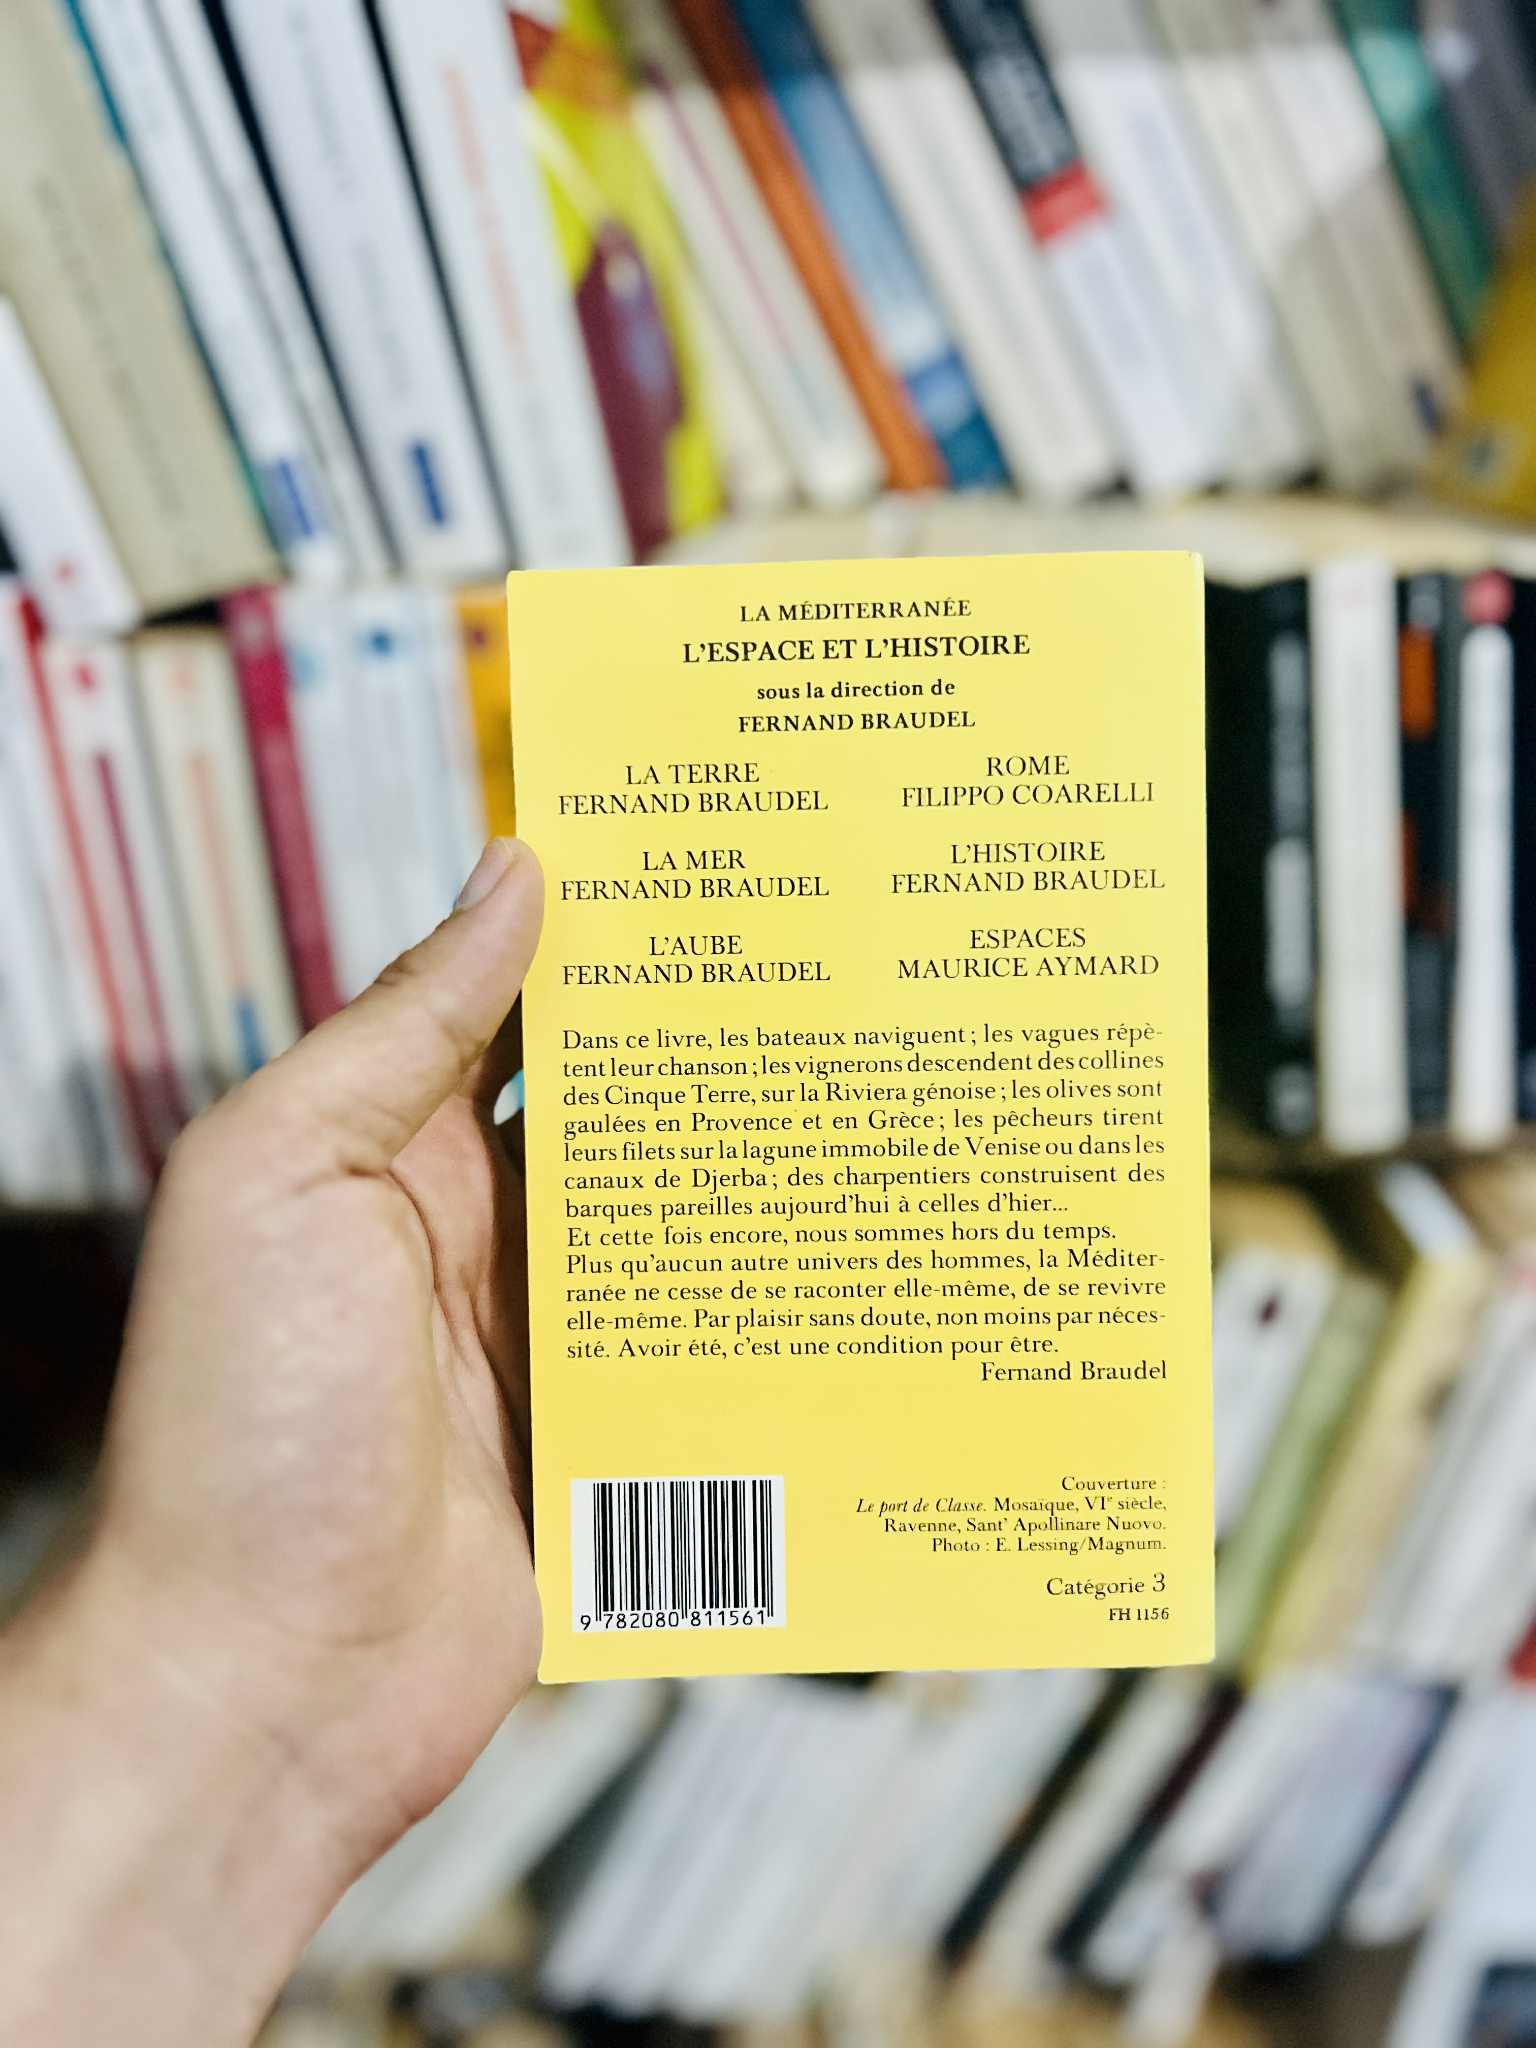 LA MÉDITERRANÉE
L'ESPACE ET L'HISTOIRE
sous la direction de
FERNAND BRAUDEL
LA TERRE
FERNAND BRAUDEL
LA MER
FERNAND BRAUDEL
L'AUBE
FERNAND BRAUDEL
ROME
FILIPPO COARELLI
L'HISTOIRE
FERNAND BRAUDEL
ESPACES
MAURICE AYMARD
Dans ce livre, les bateaux naviguent ; les vagues répè-
tent leur chanson ; les vignerons descendent des collines
des Cinque Terre, sur la Riviera génoise ; les olives sont
gaulées en Provence et en Grèce ; les pêcheurs tirent
leurs filets sur la lagune immobile de Venise ou dans les
canaux de Djerba ; des charpentiers construisent des
barques pareilles aujourd'hui à celles d'hier...
Et cette fois encore, nous sommes hors du temps.
Plus qu'aucun autre univers des hommes, la Méditer-
ranée ne cesse de se raconter elle-même, de se revivre
elle-même. Par plaisir sans doute, non moins par néces-
sité. Avoir été, c'est une condition pour être.
Fernand Braudel
Couverture :
Le port de Classe. Mosaïque, VIe siècle,
Ravenne, Sant' Apollinare Nuovo.
Photo : E. Lessing/Magnum.
Catégorie 3
FH 1156
9 782080 811561